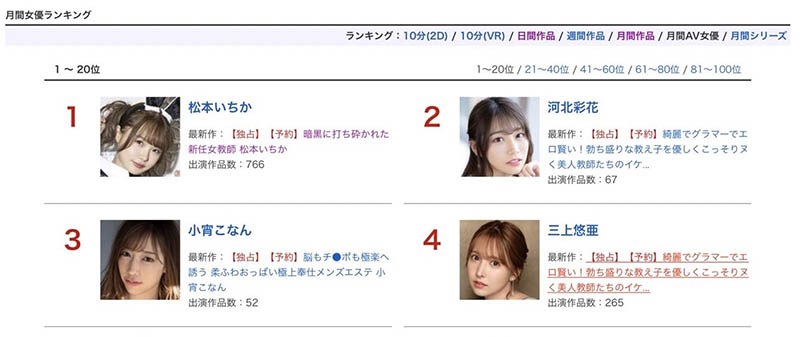 月間女優ランキング
ランキング：10分(2D) / 10分(VR) / 日間作品 / 週間作品 / 月間作品 / 月間AV女優 / 月間シリーズ
1 ～ 20位
1～20位 / 21～40位 / 41～60位 / 61～80位 / 81～100位
1
松本いちか
最新作：【独占】【予約】暗黒に打ち砕かれた
新任女教師 松本いちか
出演作品数：766
2
河北彩花
最新作：【独占】【予約】綺麗でグラマーでエ
ロ賢い！勃ち盛りな教え子を優しくこっそりヌ
く美人教師たちのイケ...
出演作品数：67
3
小宵こなん
最新作：【独占】【予約】脳もチ●ポも極楽へ
誘う 柔ふわおっぱい極上奉仕メンズエステ 小
宵こなん
出演作品数：52
4
三上悠亜
最新作：【独占】【予約】綺麗でグラマーでエ
ロ賢い！勃ち盛りな教え子を優しくこっそりヌ
く美人教師たちのイケ...
出演作品数：265